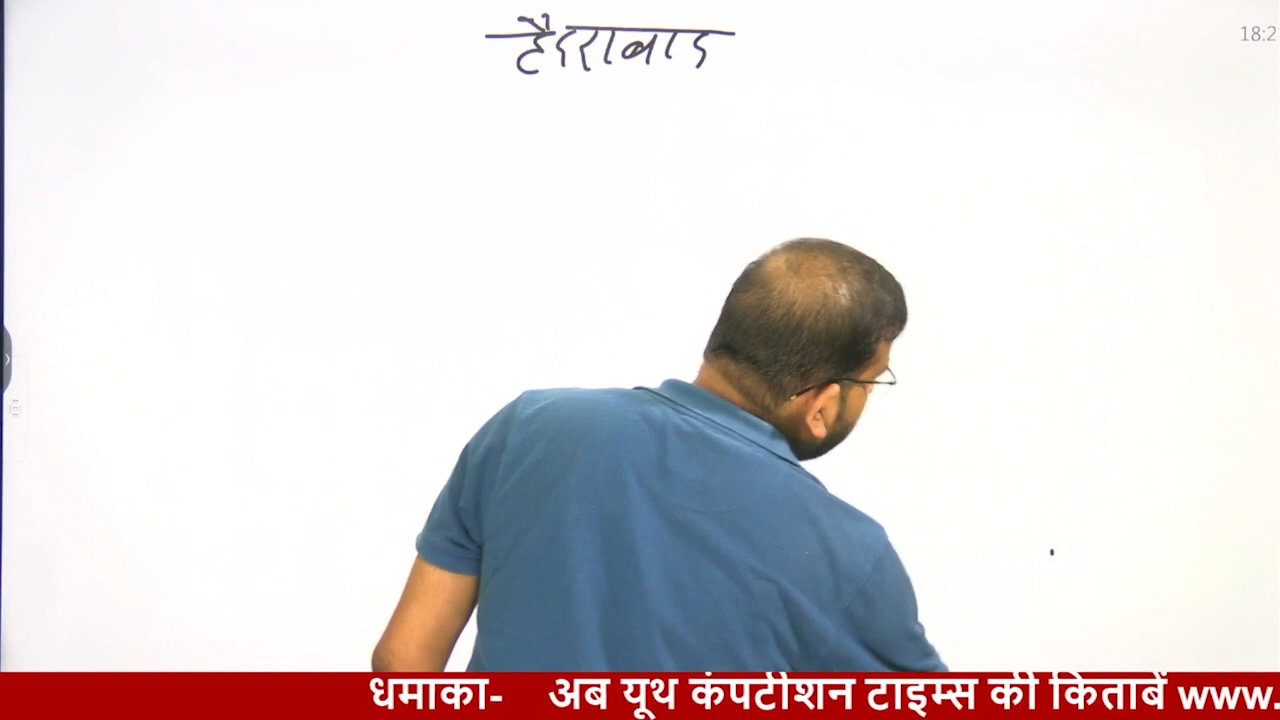 हैदराबाद
18:2
धमाका- अब यूथ कंपटीशन टाइम्स की किताबें www.